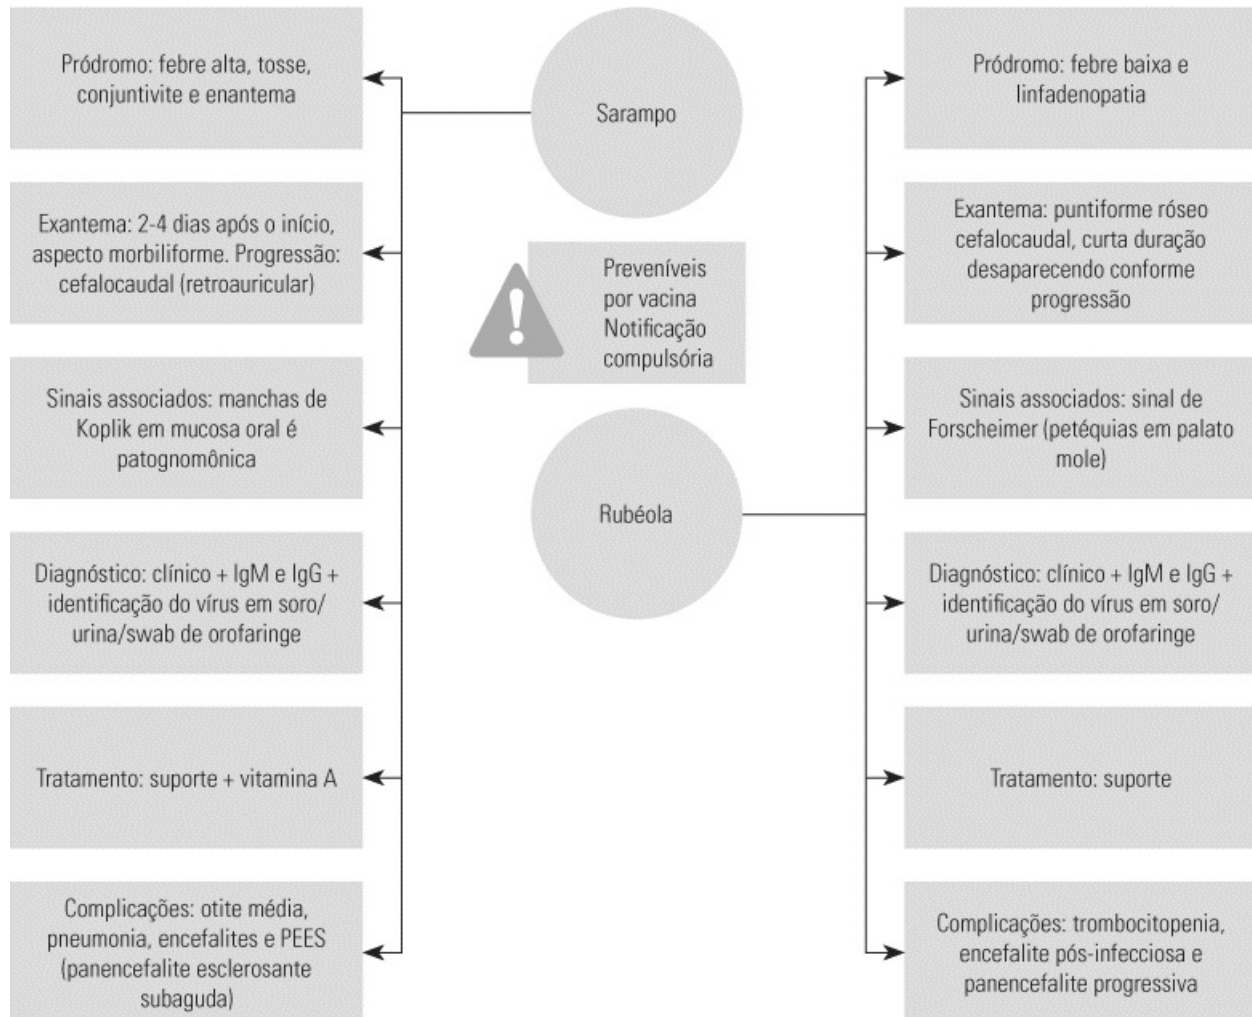 Pródromo: febre alta, tosse,
conjuntivite e enantema
Exantema: 2-4 dias após o início,
aspecto morbiliforme. Progressão:
cefalocaudal (retroauricular)
Sinais associados: manchas de
Koplik em mucosa oral é
patognomônica
Diagnóstico: clínico + IgM e IgG +
identificação do vírus em soro/
urina/swab de orofaringe
Tratamento: suporte + vitamina A
Complicações: otite média,
pneumonia, encefalites e PEES
(panencefalite esclerosante
subaguda)
Sarampo
Preveníveis
por vacina
Notificação
compulsória
Rubéola
Pródromo: febre baixa e
linfadenopatia
Exantema: puntiforme róseo
cefalocaudal, curta duração
desaparecendo conforme
progressão
Sinais associados: sinal de
Forscheimer (petéquias em palato
mole)
Diagnóstico: clínico + IgM e IgG +
identificação do vírus em soro/
urina/swab de orofaringe
Tratamento: suporte
Complicações: trombocitopenia,
encefalite pós-infecciosa e
panencefalite progressiva